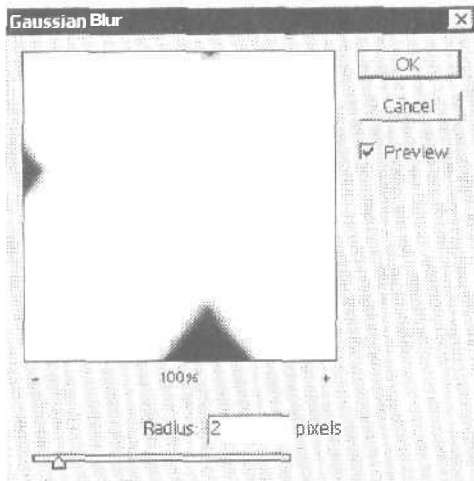 Gaussian Blur
OK
Cancel
Preview
- 100% +
Radius 2 pixels